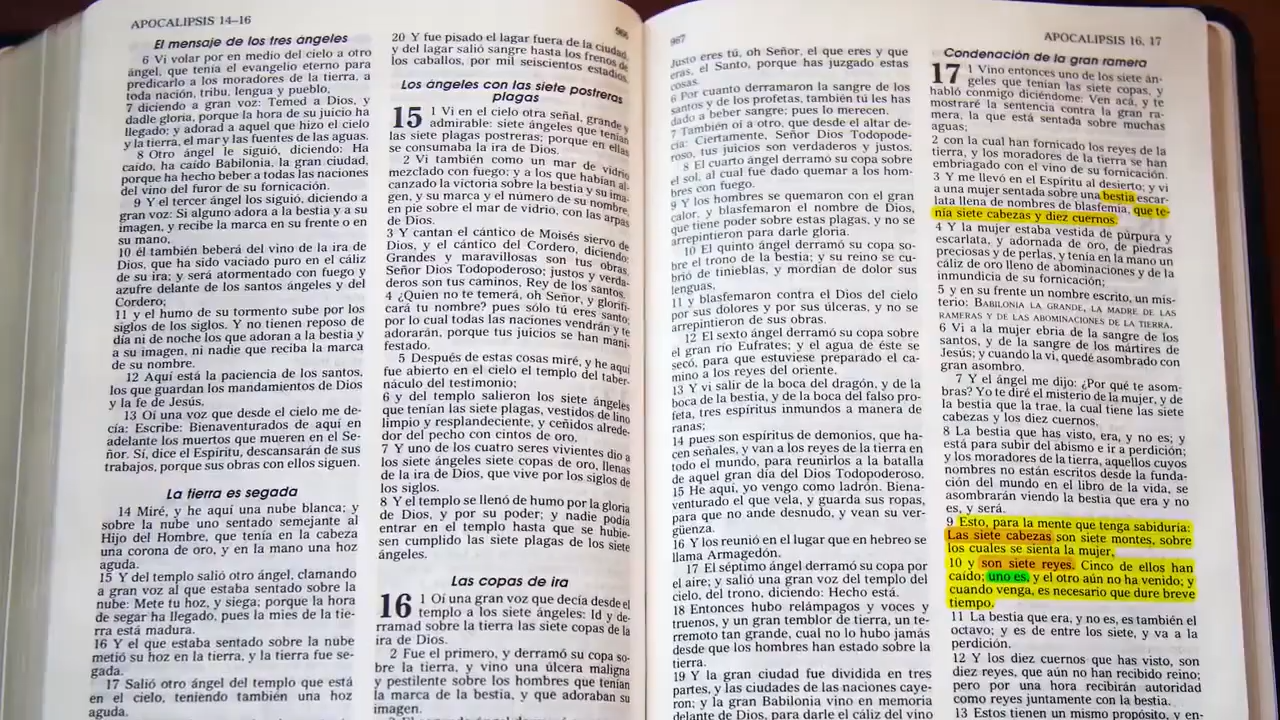 APOCALIPSIS 14–16
El mensaje de los tres ángeles
6 Vi volar por en medio del cielo a otro
ángel, que tenía el evangelio eterno para
predicarlo a los moradores de la tierra, a
toda nación, tribu, lengua y pueblo,
7 diciendo a gran voz: Temed a Dios, y
dadle gloria, porque la hora de su juicio ha
llegado; y adorad a aquel que hizo el cielo
y la tierra, el mar y las fuentes de las aguas.
8 Otro ángel le siguió, diciendo: Ha
caído, ha caído Babilonia, la gran ciudad,
porque ha hecho beber a todas las naciones
del vino del furor de su fornicación.
9 Y el tercer ángel los siguió, diciendo a
gran voz: Si alguno adora a la bestia y a su
imagen, y recibe la marca en su frente o en
su mano,
10 él también beberá del vino de la ira de
Dios, que ha sido vaciado puro en el cáliz
de su ira; y será atormentado con fuego y
azufre delante de los santos ángeles y del
Cordero;
11 y el humo de su tormento sube por los
siglos de los siglos. Y no tienen reposo de
día ni de noche los que adoran a la bestia y
a su imagen, ni nadie que reciba la marca
de su nombre.
12 Aquí está la paciencia de los santos,
los que guardan los mandamientos de Dios
y la fe de Jesús.
13 Oí una voz que desde el cielo me de-
cía: Escribe: Bienaventurados de aquí en
adelante los muertos que mueren en el Se-
ñor. Sí, dice el Espíritu, descansarán de sus
trabajos, porque sus obras con ellos siguen.
La tierra es segada
14 Miré, y he aquí una nube blanca; y
sobre la nube uno sentado semejante al
Hijo del Hombre, que tenía en la cabeza
una corona de oro, y en la mano una hoz
aguda.
15 Y del templo salió otro ángel, clamando
a gran voz al que estaba sentado sobre la
nube: Mete tu hoz, y siega; porque la hora
de segar ha llegado, pues la mies de la tie-
rra está madura.
16 Y el que estaba sentado sobre la nube
metió su hoz en la tierra, y la tierra fue se-
gada.
17 Salió otro ángel del templo que está
en el cielo, teniendo también una hoz
aguda.
966
20 Y fue pisado el lagar fuera de la ciudad,
y del lagar salió sangre hasta los frenos de
los caballos, por mil seiscientos estadios.
Los ángeles con las siete postreras
plagas
15 1 Vi en el cielo otra señal, grande y
admirable: siete ángeles que tenían
las siete plagas postreras; porque en ellas
se consumaba la ira de Dios.
2 Vi también como un mar de vidrio
mezclado con fuego; y a los que habían al-
canzado la victoria sobre la bestia y su ima-
gen, y su marca y el número de su nombre,
en pie sobre el mar de vidrio, con las arpas
de Dios.
3 Y cantan el cántico de Moisés siervo de
Dios, y el cántico del Cordero, diciendo:
Grandes y maravillosas son tus obras,
Señor Dios Todopoderoso; justos y verda-
deros son tus caminos, Rey de los santos.
4 ¿Quién no te temerá, oh Señor, y glorifi-
cará tu nombre? pues sólo tú eres santo;
por lo cual todas las naciones vendrán y te
adorarán, porque tus juicios se han mani-
festado.
5 Después de estas cosas miré, y he aquí
fue abierto en el cielo el templo del taber-
náculo del testimonio;
6 y del templo salieron los siete ángeles
que tenían las siete plagas, vestidos de lino
limpio y resplandeciente, y ceñidos alrede-
dor del pecho con cintos de oro.
7 Y uno de los cuatro seres vivientes dio a
los siete ángeles siete copas de oro, llenas
de la ira de Dios, que vive por los siglos de
los siglos.
8 Y el templo se llenó de humo por la gloria
de Dios, y por su poder; y nadie podía
entrar en el templo hasta que se hubie-
sen cumplido las siete plagas de los siete
ángeles.
Las copas de ira
16 1 Oí una gran voz que decía desde el
templo a los siete ángeles: Id y de-
rramad sobre la tierra las siete copas de la
ira de Dios.
2 Fue el primero, y derramó su copa so-
bre la tierra, y vino una úlcera maligna
y pestilente sobre los hombres que tenían
la marca de la bestia, y que adoraban su
imagen.
967
justo eres tú, oh Señor, el que eres y que
eras, el Santo, porque has juzgado estas
cosas.
6 Por cuanto derramaron la sangre de los
santos y de los profetas, también tú les has
dado a beber sangre; pues lo merecen.
7 También oí a otro, que desde el altar de-
cía: Ciertamente, Señor Dios Todopode-
roso, tus juicios son verdaderos y justos.
8 El cuarto ángel derramó su copa sobre
el sol, al cual fue dado quemar a los hom-
bres con fuego.
9 Y los hombres se quemaron con el gran
calor, y blasfemaron el nombre de Dios,
que tiene poder sobre estas plagas, y no se
arrepintieron para darle gloria.
10 El quinto ángel derramó su copa so-
bre el trono de la bestia; y su reino se cu-
brió de tinieblas, y mordían de dolor sus
lenguas,
11 y blasfemaron contra el Dios del cielo
por sus dolores y por sus úlceras, y no se
arrepintieron de sus obras.
12 El sexto ángel derramó su copa sobre
el gran río Eufrates; y el agua de éste se
secó, para que estuviese preparado el ca-
mino a los reyes del oriente.
13 Y vi salir de la boca del dragón, y de la
boca de la bestia, y de la boca del falso pro-
feta, tres espíritus inmundos a manera de
ranas;
14 pues son espíritus de demonios, que ha-
cen señales, y van a los reyes de la tierra en
todo el mundo, para reunirlos a la batalla
de aquel gran día del Dios Todopoderoso.
15 He aquí, yo vengo como ladrón. Biena-
venturado el que vela, y guarda sus ropas,
para que no ande desnudo, y vean su ver-
güenza.
16 Y los reunió en el lugar que en hebreo se
llama Armagedón.
17 El séptimo ángel derramó su copa por
el aire; y salió una gran voz del templo del
cielo, del trono, diciendo: Hecho está.
18 Entonces hubo relámpagos y voces y
truenos, y un gran temblor de tierra, un te-
rremoto tan grande, cual no lo hubo jamás
desde que los hombres han estado sobre la
tierra.
19 Y la gran ciudad fue dividida en tres
partes, y las ciudades de las naciones caye-
ron; y la gran Babilonia vino en memoria
delante de Dios, para darle el cáliz del vino
APOCALIPSIS 16, 17
Condenación de la gran ramera
17 1 Vino entonces uno de los siete án-
geles que tenían las siete copas, y
habló conmigo diciéndome: Ven acá, y te
mostraré la sentencia contra la gran ra-
mera, la que está sentada sobre muchas
aguas;
2 con la cual han fornicado los reyes de la
tierra, y los moradores de la tierra se han
embriagado con el vino de su fornicación.
3 Y me llevó en el Espíritu al desierto; y vi
a una mujer sentada sobre una bestia escar-
lata llena de nombres de blasfemia, que te-
nía siete cabezas y diez cuernos.
4 Y la mujer estaba vestida de púrpura y
escarlata, y adornada de oro, de piedras
preciosas y de perlas, y tenía en la mano un
cáliz de oro lleno de abominaciones y de la
inmundicia de su fornicación;
5 y en su frente un nombre escrito, un mis-
terio: BABILONIA LA GRANDE, LA MADRE DE LAS
RAMERAS Y DE LAS ABOMINACIONES DE LA TIERRA.
6 Vi a la mujer ebria de la sangre de los
santos, y de la sangre de los mártires de
Jesús; y cuando la vi, quedé asombrado con
gran asombro.
7 Y el ángel me dijo: ¿Por qué te asom-
bras? Yo te diré el misterio de la mujer, y de
la bestia que la trae, la cual tiene las siete
cabezas y los diez cuernos.
8 La bestia que has visto, era, y no es; y
está para subir del abismo e ir a perdición;
y los moradores de la tierra, aquellos cuyos
nombres no están escritos desde la funda-
ción del mundo en el libro de la vida, se
asombrarán viendo la bestia que era y no
es, y será.
9 Esto, para la mente que tenga sabiduría:
Las siete cabezas son siete montes, sobre
los cuales se sienta la mujer,
10 y son siete reyes. Cinco de ellos han
caído; uno es, y el otro aún no ha venido; y
cuando venga, es necesario que dure breve
tiempo.
11 La bestia que era, y no es, es también el
octavo; y es de entre los siete, y va a la
perdición.
12 Y los diez cuernos que has visto, son
diez reyes, que aún no han recibido reino;
pero por una hora recibirán autoridad
como reyes juntamente con la bestia.
13 Estos tienen un mismo propósito, y en-